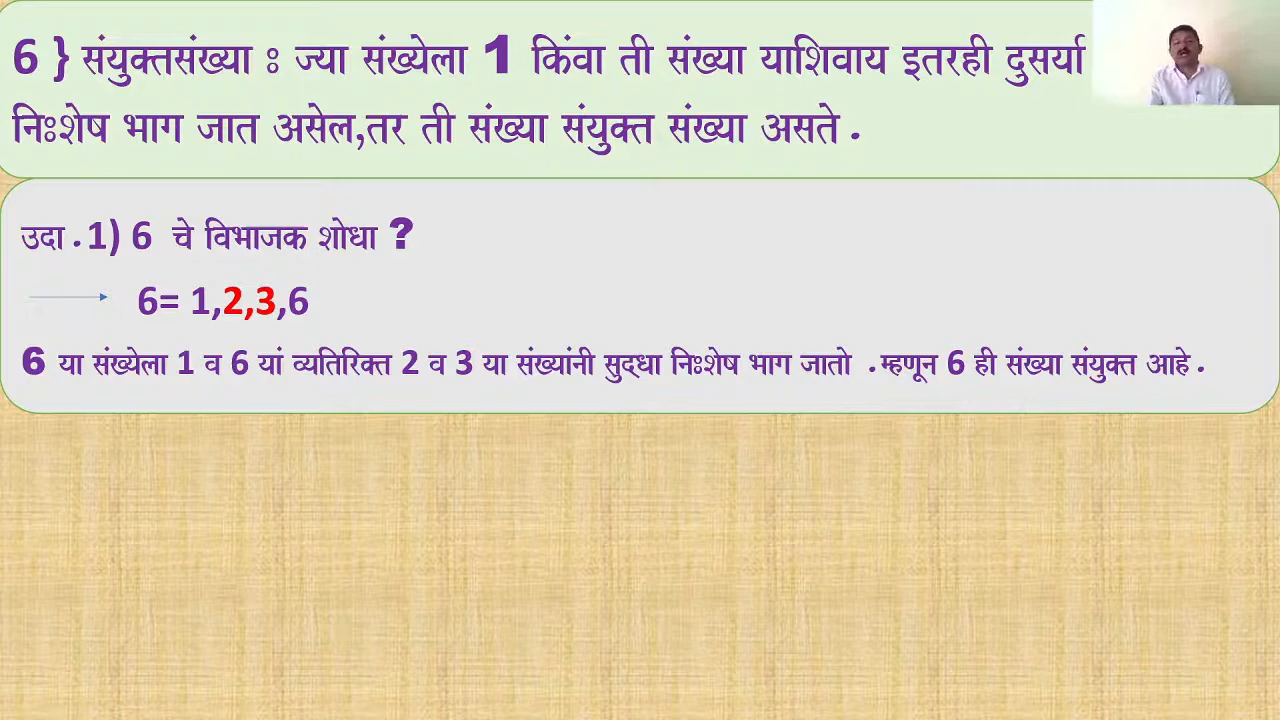 6 } संयुक्तसंख्या : ज्या संख्येला 1 किंवा ती संख्या याशिवाय इतरही दुसर्या
निःशेष भाग जात असेल,तर ती संख्या संयुक्त संख्या असते .
उदा .1) 6 चे विभाजक शोधा ?
6= 1,2,3,6
6 या संख्येला 1 व 6 यां व्यतिरिक्त 2 व 3 या संख्यांनी सुद्धा निःशेष भाग जातो .म्हणून 6 ही संख्या संयुक्त आहे .